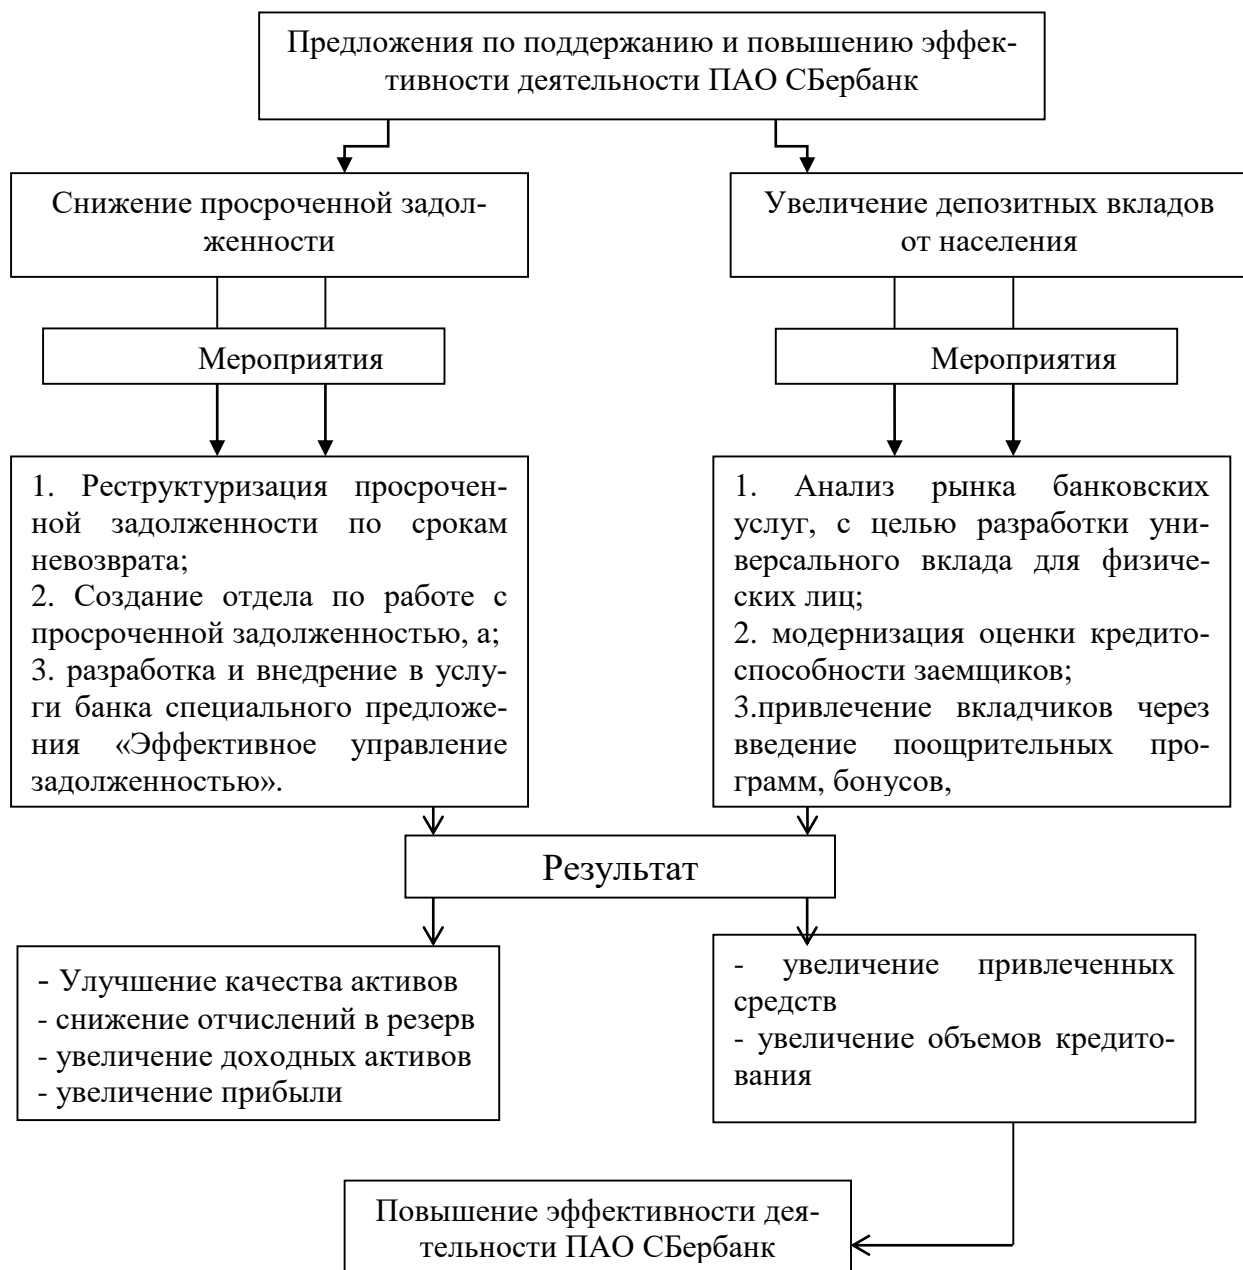 Предложения по поддержанию и повышению эффек-
тивности деятельности ПАО СБербанк
Снижение просроченной задол-
женности
Увеличение депозитных вкладов
от населения
Мероприятия
Мероприятия
1. Реструктуризация просрочен-
ной задолженности по срокам
невозврата;
2. Создание отдела по работе с
просроченной задолженностью, а;
3. разработка и внедрение в услу-
ги банка специального предложе-
ния «Эффективное управление
задолженностью».
1. Анализ рынка банковских
услуг, с целью разработки уни-
версального вклада для физиче-
ских лиц;
2. модернизация оценки кредито-
способности заемщиков;
3.привлечение вкладчиков через
введение поощрительных про-
грамм, бонусов,
Результат
- Улучшение качества активов
- снижение отчислений в резерв
- увеличение доходных активов
- увеличение прибыли
- увеличение привлеченных
средств
- увеличение объемов кредито-
вания
Повышение эффективности дея-
тельности ПАО СБербанк